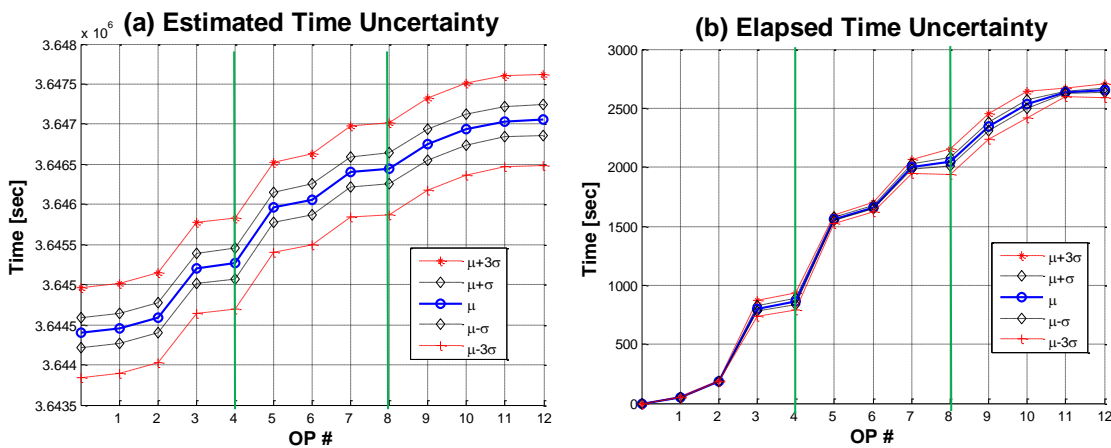 (a) Estimated Time Uncertainty
x 10^6
3.648
3.6475
3.647
3.6465
3.646
3.6455
3.645
3.6445
3.644
3.6435
Time [sec]
1 2 3 4 5 6 7 8 9 10 11 12
OP #
μ+3σ
μ+σ
μ
μ-σ
μ-3σ
(b) Elapsed Time Uncertainty
3000
2500
2000
1500
1000
500
0
Time [sec]
1 2 3 4 5 6 7 8 9 10 11 12
OP #
μ+3σ
μ+σ
μ
μ-σ
μ-3σ